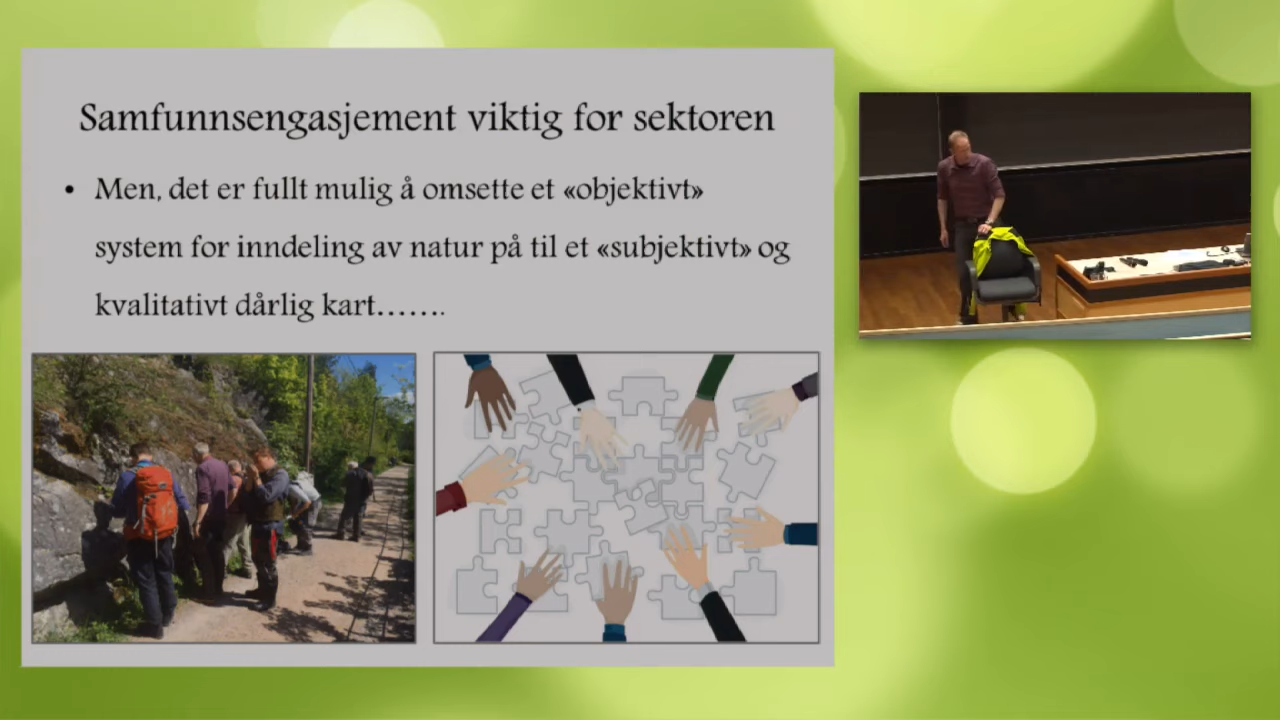 Samfunnsengasjement viktig for sektoren
• Men, det er fullt mulig å omsette et «objektivt»
system for inndeling av natur på til et «subjektivt» og
kvalitativt dårlig kart…….